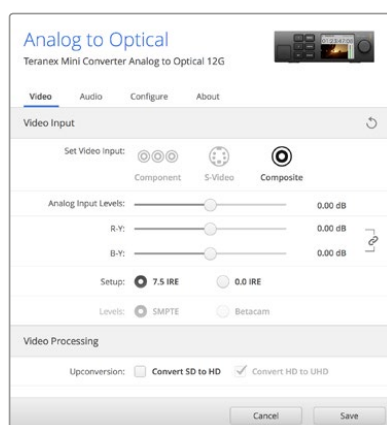 Analog to Optical
Teranex Mini Converter Analog to Optical 12G
Video Audio Configure About
Video Input
Set Video Input:
Component S-Video Composite
Analog Input Levels: 0.00 dB
R-Y: 0.00 dB
B-Y: 0.00 dB
Setup: 7.5 IRE 0.0 IRE
Levels: SMPTE Betacam
Video Processing
Upconversion: Convert SD to HD Convert HD to UHD
Cancel Save